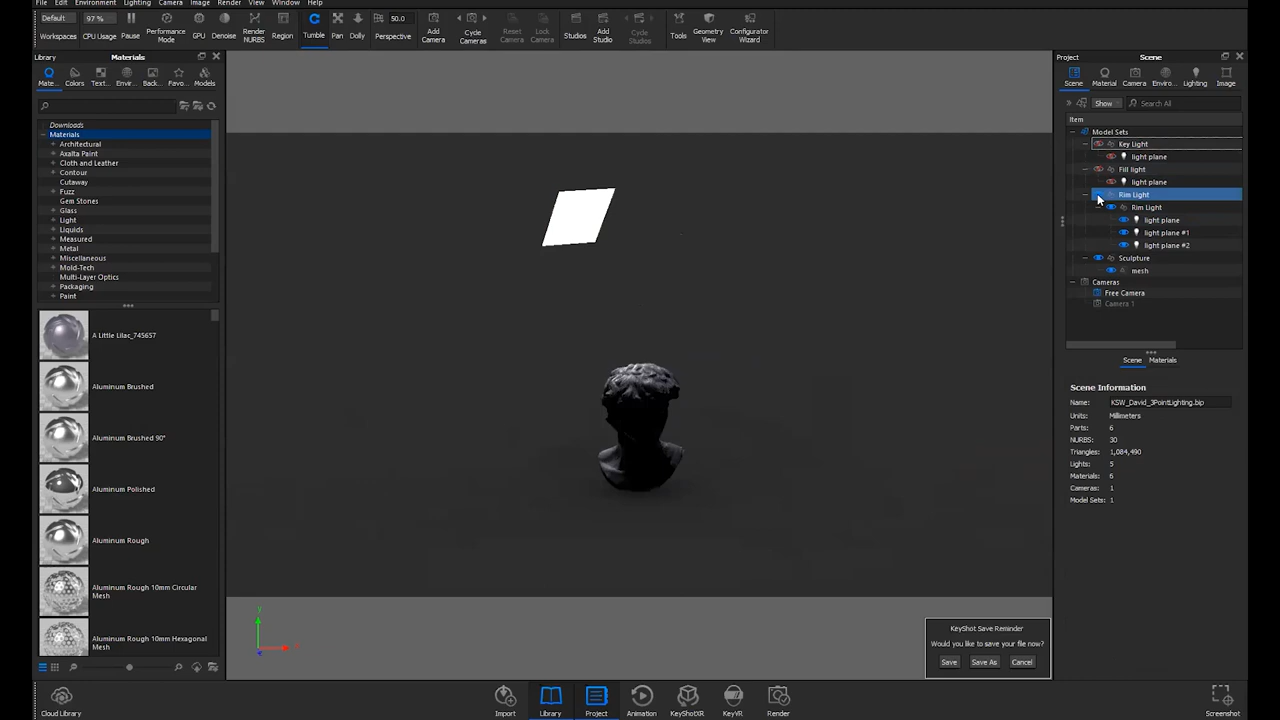 File Edit Environment Lighting Camera Image Render View Window Help
Default 97 % 50.0
Workspaces CPU Usage Pause Performance Mode GPU Denoise Render NURBS Region Tumble Pan Dolly Perspective Add Camera Cycle Cameras Reset Camera Lock Camera Studios Add Studio Cycle Studios Tools Geometry View Configurator Wizard
Library Materials
Mate... Colors Text... Envir... Back... Favo... Models
Downloads
Materials
Architectural
Axalta Paint
Cloth and Leather
Contour
Cutaway
Fuzz
Gem Stones
Glass
Light
Liquids
Measured
Metal
Miscellaneous
Mold-Tech
Multi-Layer Optics
Packaging
Paint
A Little Lilac_745657
Aluminum Brushed
Aluminum Brushed 90°
Aluminum Polished
Aluminum Rough
Aluminum Rough 10mm Circular Mesh
Aluminum Rough 10mm Hexagonal Mesh
y
Project Scene
Scene Material Camera Enviro... Lighting Image
Show Search All
Item
Model Sets
Key Light
light plane
Fill light
light plane
Rim Light
Rim Light
light plane
light plane #1
light plane #2
Sculpture
mesh
Cameras
Free Camera
Camera 1
Scene Materials
Scene Information
Name: KSW_David_3PointLighting.bip
Units: Millimeters
Parts: 6
NURBS: 30
Triangles: 1,084,490
Lights: 5
Materials: 6
Cameras: 1
Model Sets: 1
KeyShot Save Reminder
Would you like to save your file now?
Save Save As Cancel
Cloud Library Import Library Project Animation KeyShotXR KeyVR Render Screenshot